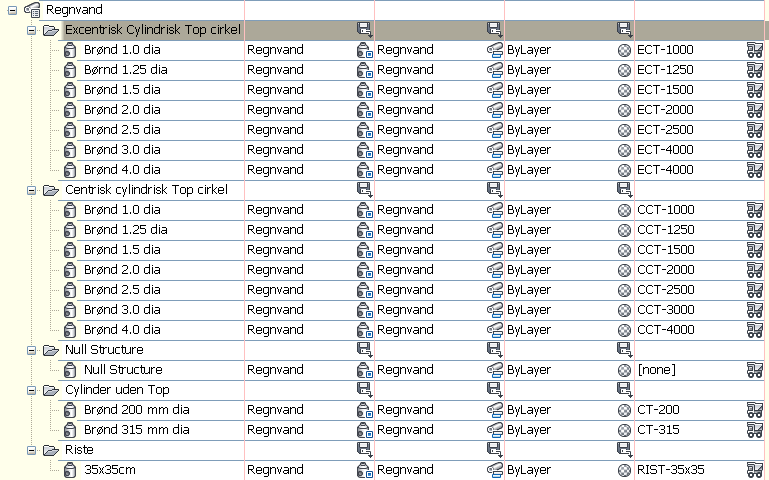 Regnvand
Excentrisk Cylindrisk Top cirkel
Brønd 1.0 dia Regnvand Regnvand ByLayer ECT-1000
Børnd 1.25 dia Regnvand Regnvand ByLayer ECT-1250
Brønd 1.5 dia Regnvand Regnvand ByLayer ECT-1500
Brønd 2.0 dia Regnvand Regnvand ByLayer ECT-2000
Brønd 2.5 dia Regnvand Regnvand ByLayer ECT-2500
Brønd 3.0 dia Regnvand Regnvand ByLayer ECT-4000
Brønd 4.0 dia Regnvand Regnvand ByLayer ECT-4000
Centrisk cylindrisk Top cirkel
Brønd 1.0 dia Regnvand Regnvand ByLayer CCT-1000
Brønd 1.25 dia Regnvand Regnvand ByLayer CCT-1250
Brønd 1.5 dia Regnvand Regnvand ByLayer CCT-1500
Brønd 2.0 dia Regnvand Regnvand ByLayer CCT-2000
Brønd 2.5 dia Regnvand Regnvand ByLayer CCT-2500
Brønd 3.0 dia Regnvand Regnvand ByLayer CCT-3000
Brønd 4.0 dia Regnvand Regnvand ByLayer CCT-4000
Null Structure
Null Structure Regnvand Regnvand ByLayer [none]
Cylinder uden Top
Brønd 200 mm dia Regnvand Regnvand ByLayer CT-200
Brønd 315 mm dia Regnvand Regnvand ByLayer CT-315
Riste
35x35cm Regnvand Regnvand ByLayer RIST-35x35